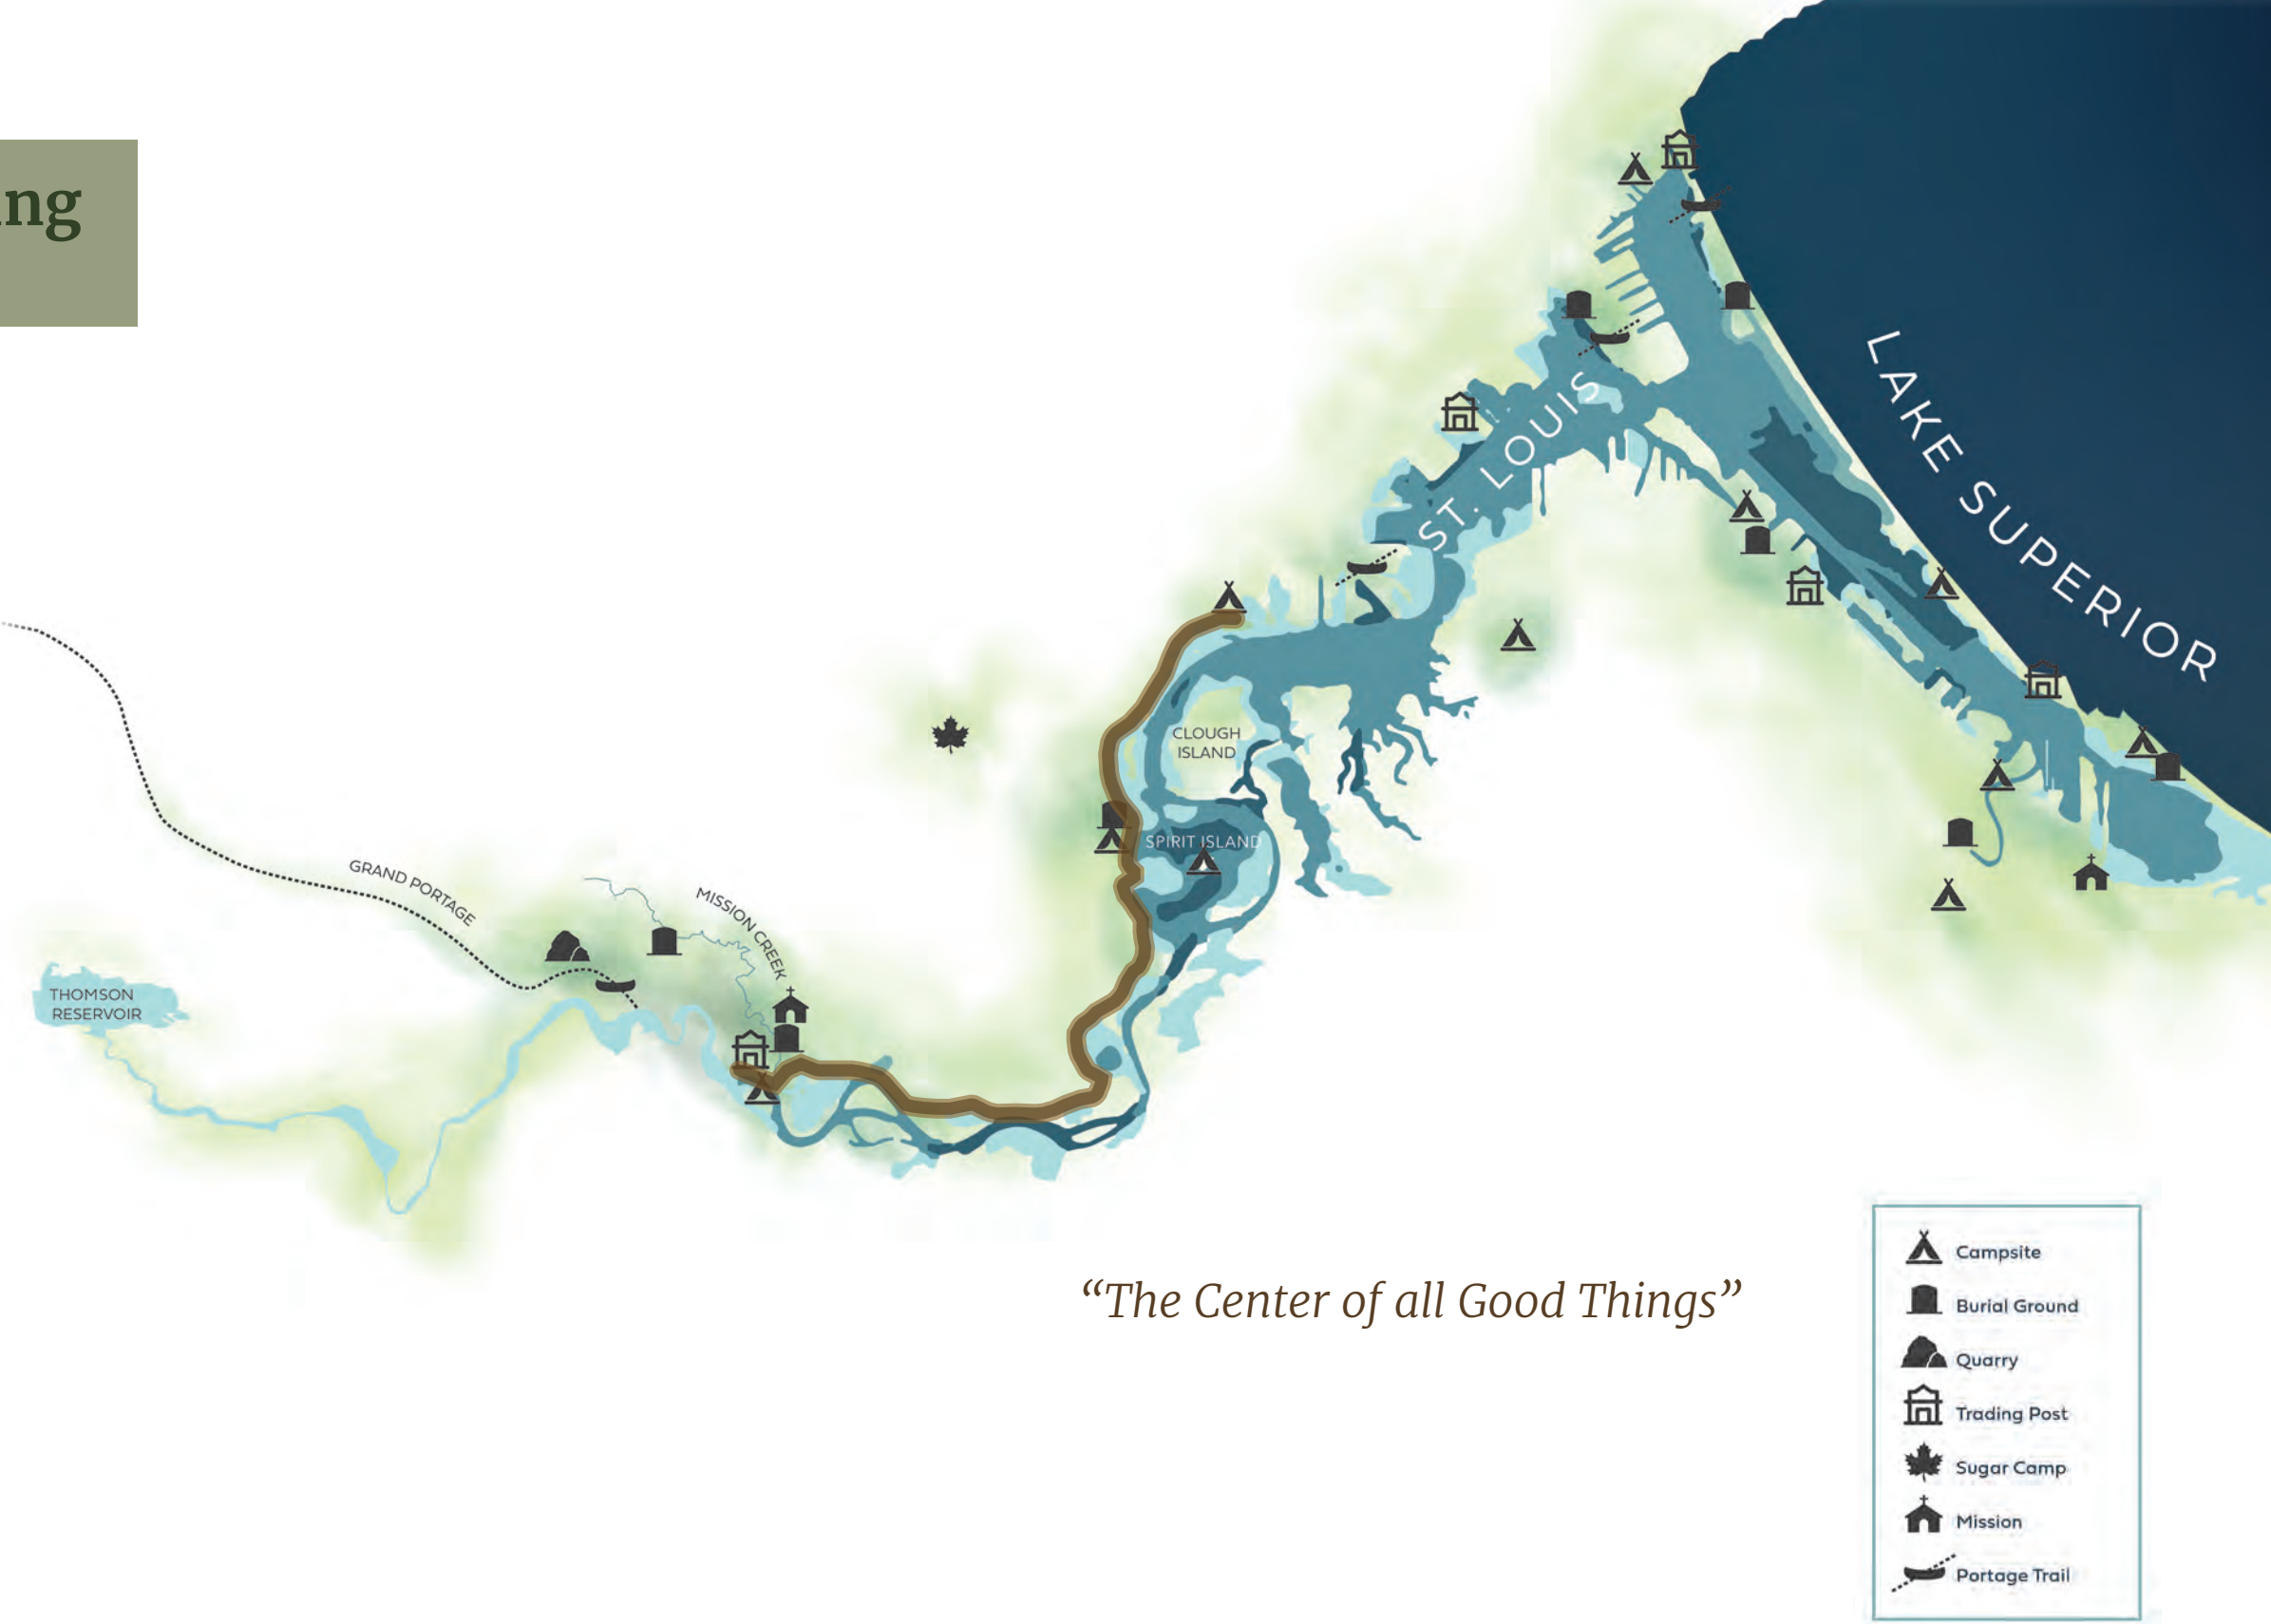 ng
LAKE SUPERIOR
ST. LOUIS
CLOUGH
ISLAND
SPIRIT ISLAND
GRAND PORTAGE
MISSION CREEK
THOMSON
RESERVOIR
“The Center of all Good Things”
Campsite
Burial Ground
Quarry
Trading Post
Sugar Camp
Mission
Portage Trail